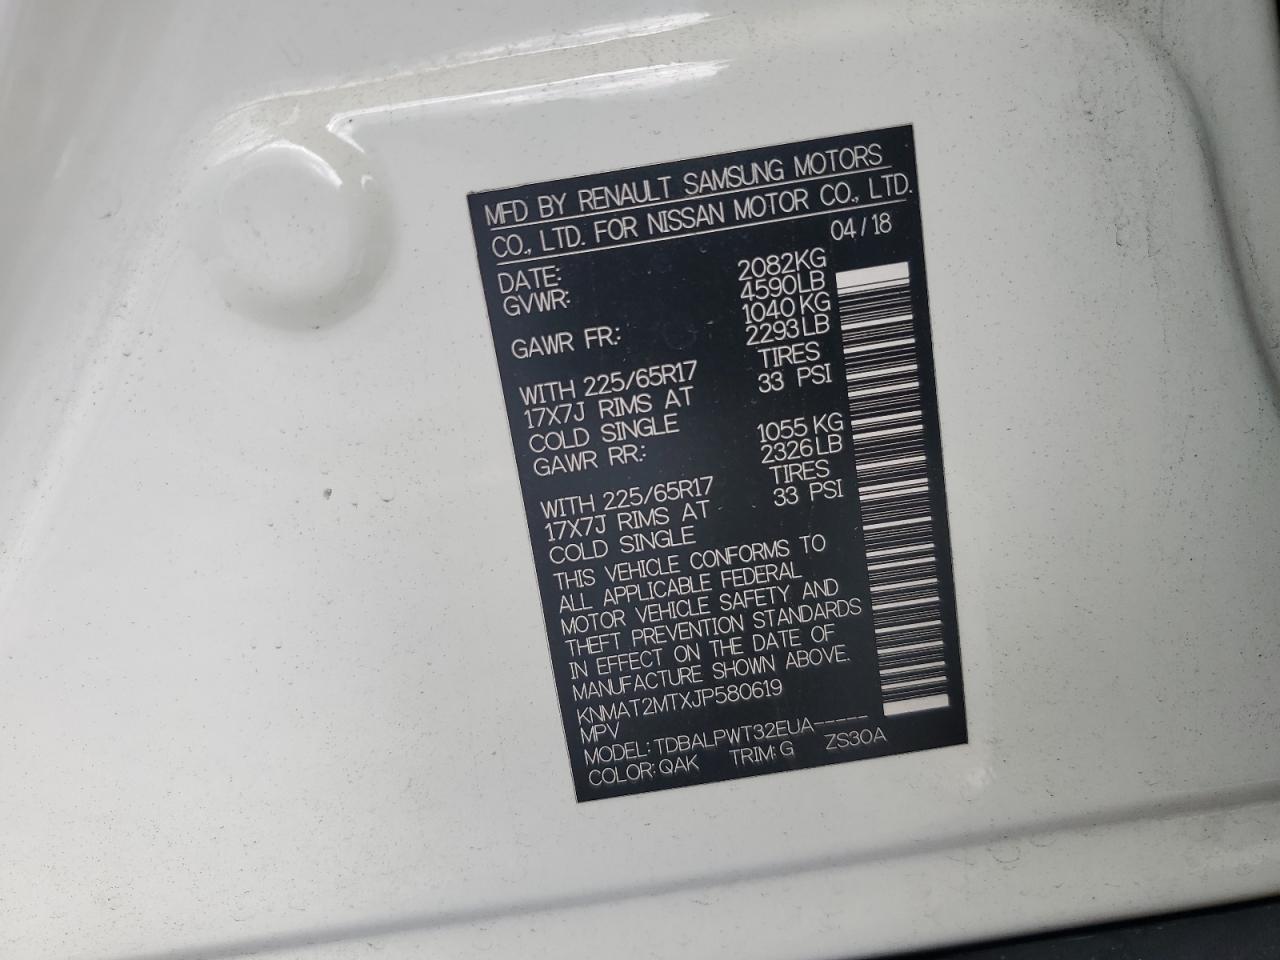 MFD BY RENAULT SAMSUNG MOTORS
CO., LTD. FOR NISSAN MOTOR CO., LTD.
DATE: 04/18
GVWR: 2082KG
4590LB
GAWR FR: 1040KG
2293LB
WITH 225/65R17 TIRES
17X7J RIMS AT 33 PSI
COLD SINGLE
GAWR RR: 1055KG
2326LB
WITH 225/65R17 TIRES
17X7J RIMS AT 33 PSI
COLD SINGLE
THIS VEHICLE CONFORMS TO
ALL APPLICABLE FEDERAL
MOTOR VEHICLE SAFETY AND
THEFT PREVENTION STANDARDS
IN EFFECT ON THE DATE OF
MANUFACTURE SHOWN ABOVE.
KNMAT2MTXJP580619
MPV
MODEL: TDBALPWT32EUA-----
COLOR: QAK TRIM: G ZS30A